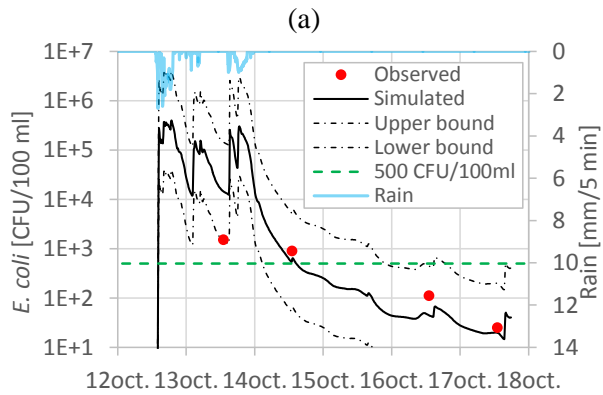 (a)
1E+7
1E+6
1E+5
1E+4
1E+3
1E+2
1E+1
E. coli [CFU/100 ml]
0
2
4
6
8
10
12
14
Rain [mm/5 min]
Observed
Simulated
Upper bound
Lower bound
500 CFU/100ml
Rain
12oct. 13oct. 14oct. 15oct. 16oct. 17oct. 18oct.